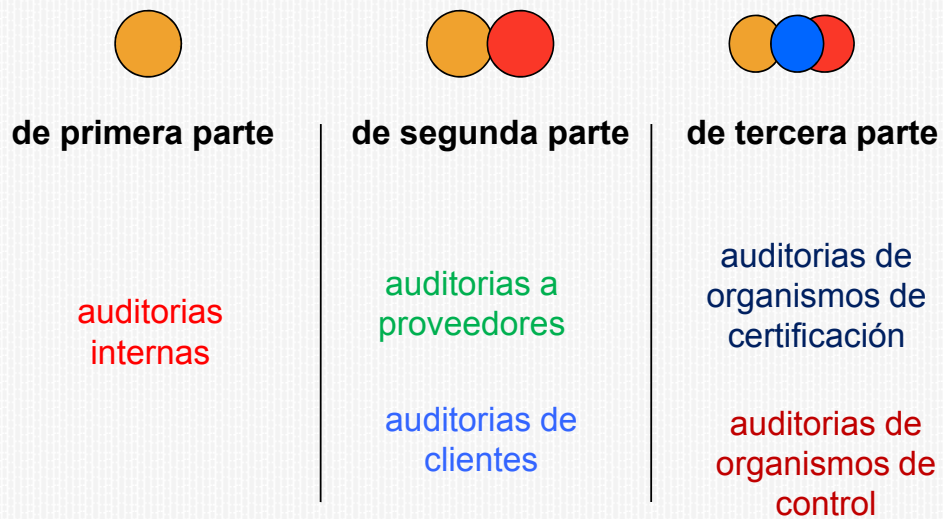 de primera parte
de segunda parte
de tercera parte
auditorias
internas
auditorias a
proveedores
auditorias de
clientes
auditorias de
organismos de
certificación
auditorias de
organismos de
control